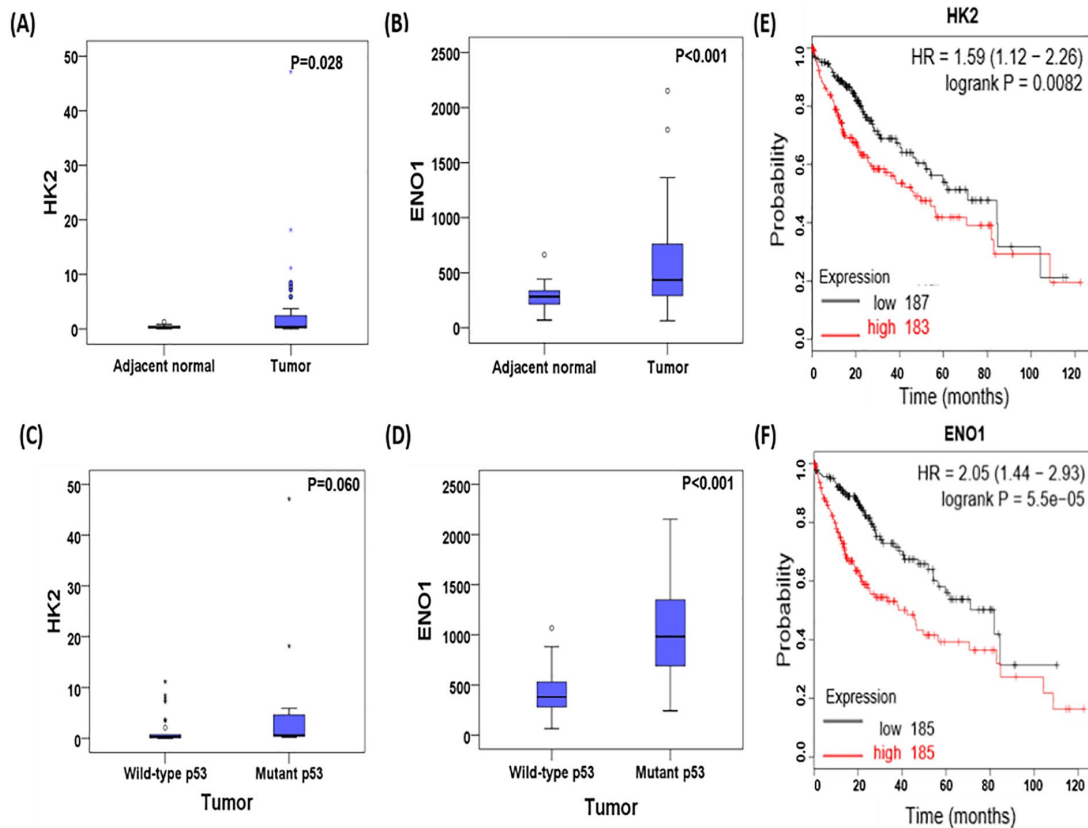 (A)
HK2
50
40
30
20
10
0
P=0.028
Adjacent normal
Tumor
(B)
ENO1
2500
2000
1500
1000
500
0
P<0.001
Adjacent normal
Tumor
(E)
HK2
HR = 1.59 (1.12 − 2.26)
logrank P = 0.0082
Probability
1.0
0.8
0.6
0.4
0.2
0.0
Expression
low 187
high 183
0 20 40 60 80 100 120
Time (months)
(C)
HK2
50
40
30
20
10
0
P=0.060
Wild-type p53
Mutant p53
Tumor
(D)
ENO1
2500
2000
1500
1000
500
0
P<0.001
Wild-type p53
Mutant p53
Tumor
(F)
ENO1
HR = 2.05 (1.44 − 2.93)
logrank P = 5.5e−05
Probability
1.0
0.8
0.6
0.4
0.2
0.0
Expression
low 185
high 185
0 20 40 60 80 100 120
Time (months)